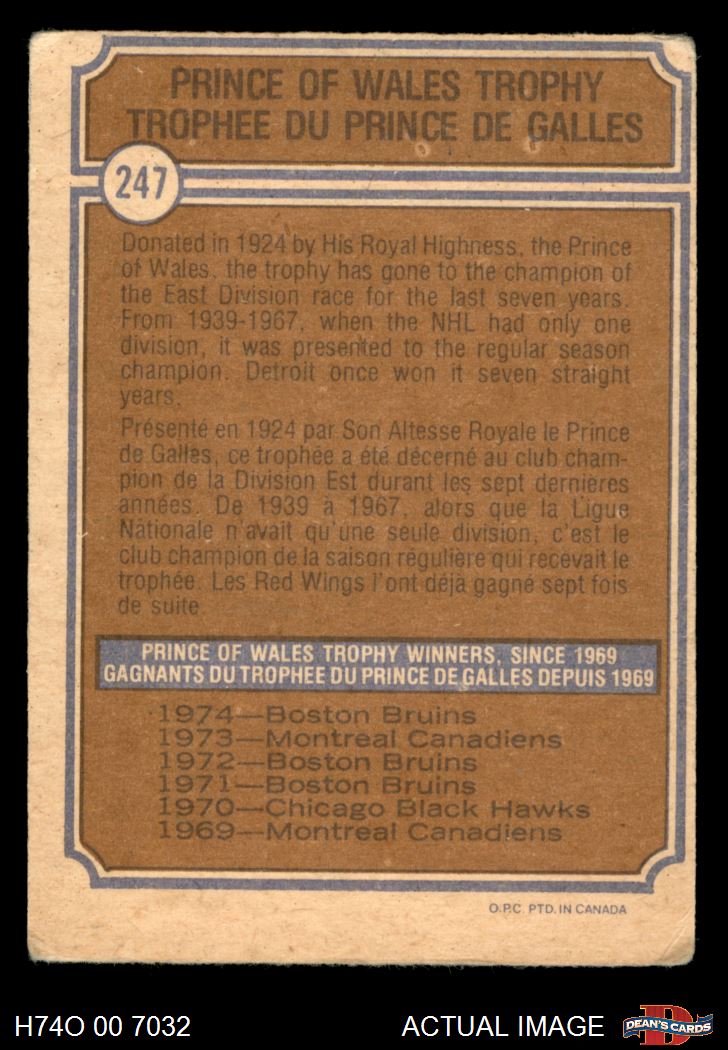 PRINCE OF WALES TROPHY
TROPHEE DU PRINCE DE GALLES
247
Donated in 1924 by His Royal Highness, the Prince
of Wales, the trophy has gone to the champion of
the East Division race for the last seven years.
From 1939-1967, when the NHL had only one
division, it was presented to the regular season
champion. Detroit once won it seven straight
years.
Présenté en 1924 par Son Altesse Royale le Prince
de Galles, ce trophée a été décerné au club cham-
pion de la Division Est durant les sept dernières
années. De 1939 à 1967, alors que la Ligue
Nationale n'avait qu'une seule division, c'est le
club champion de la saison régulière qui recevait le
trophée. Les Red Wings l'ont déjà gagné sept fois
de suite.
PRINCE OF WALES TROPHY WINNERS, SINCE 1969
GAGNANTS DU TROPHEE DU PRINCE DE GALLES DEPUIS 1969
1974—Boston Bruins
1973—Montreal Canadiens
1972—Boston Bruins
1971—Boston Bruins
1970—Chicago Black Hawks
1969—Montreal Canadiens
O.P.C. PTD. IN CANADA
H74O 00 7032
ACTUAL IMAGE
D
DEAN'S CARDS